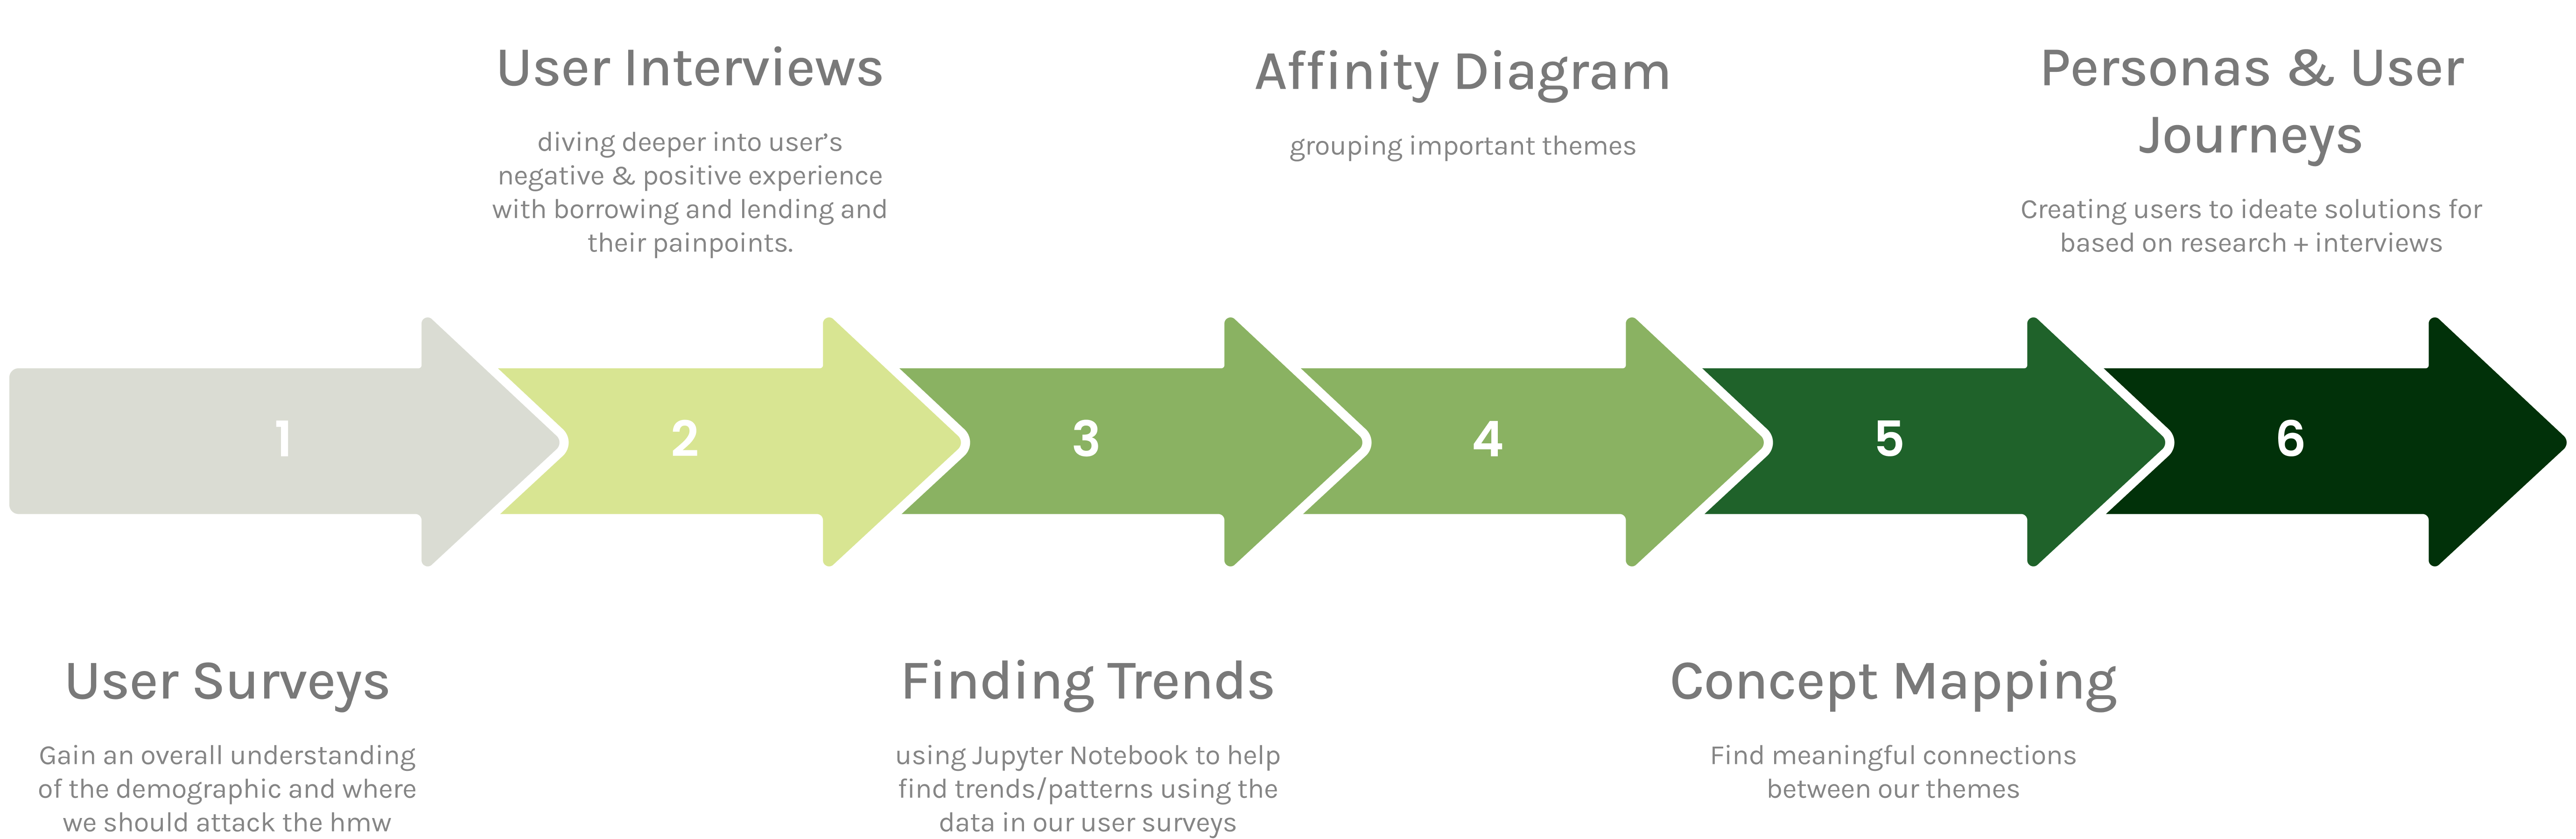 User Interviews
diving deeper into user’s
negative & positive experience
with borrowing and lending and
their painpoints.
Affinity Diagram
grouping important themes
Personas & User
Journeys
Creating users to ideate solutions for
based on research + interviews
1
2
3
4
5
6
User Surveys
Gain an overall understanding
of the demographic and where
we should attack the hmw
Finding Trends
using Jupyter Notebook to help
find trends/patterns using the
data in our user surveys
Concept Mapping
Find meaningful connections
between our themes